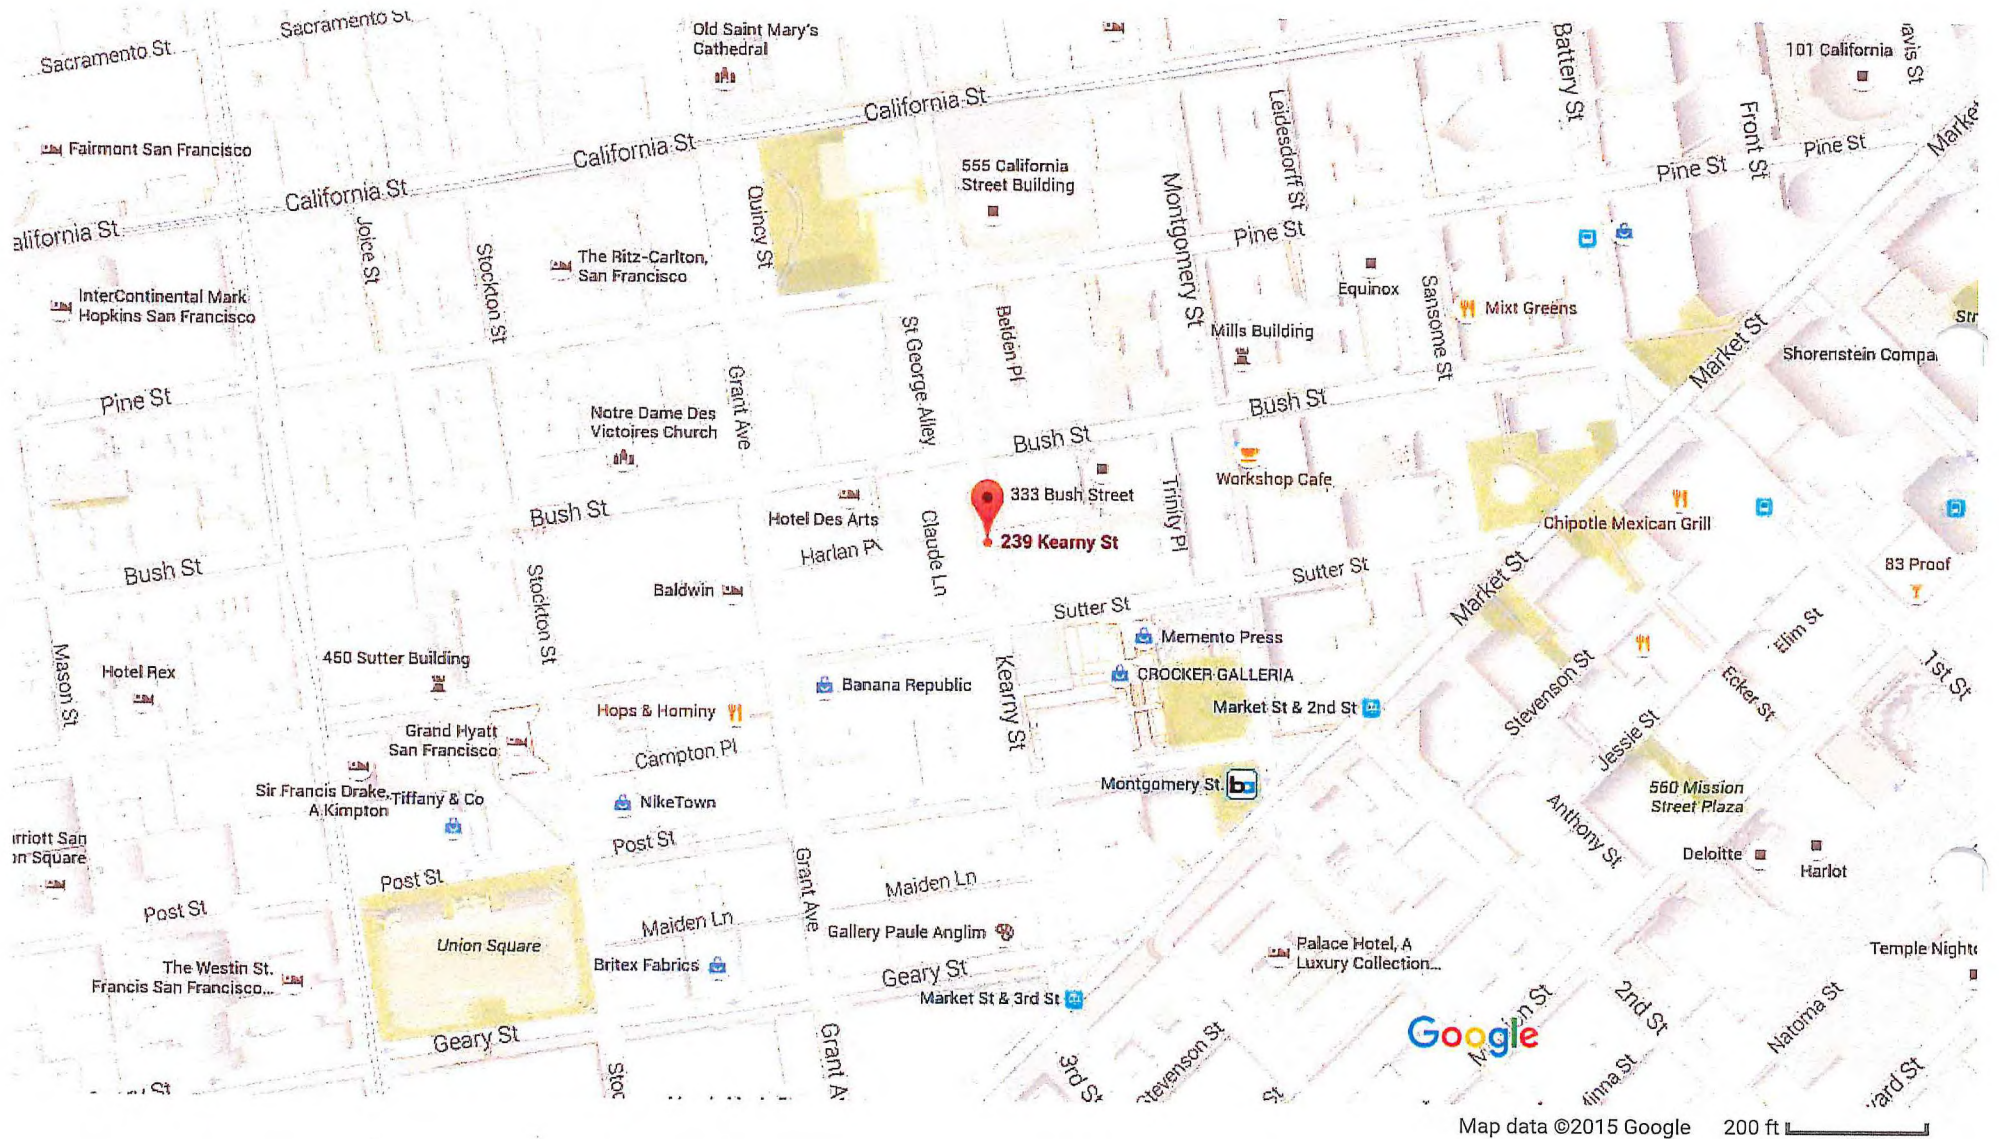 Sacramento St
Sacramento St
Old Saint Mary's
Cathedral
Battery St
101 California
Fairmont San Francisco
California St
California St
California St
alifornia St
555 California
Street Building
Leidesdorff St
Front St
Pine St
Pine St
Quincy St
Joice St
Stockton St
The Ritz-Carlton,
San Francisco
Montgomery St
Pine St
InterContinental Mark
Hopkins San Francisco
Equinox
Sansome St
Mixt Greens
Mills Building
St George Alley
Belden Pl
Market St
Shorenstein Compa
Pine St
Grant Ave
Notre Dame Des
Victoires Church
Bush St
Bush St
Workshop Cafe
Trinity Pl
333 Bush Street
239 Kearny St
Hotel Des Arts
Harlan Pl
Claude Ln
Bush St
Bush St
Chipotle Mexican Grill
83 Proof
Stockton St
Baldwin
Sutter St
Sutter St
Market St
Elim St
1st St
Mason St
Hotel Rex
450 Sutter Building
Memento Press
CROCKER GALLERIA
Market St & 2nd St
Banana Republic
Kearny St
Hops & Hominy
Grand Hyatt
San Francisco
Campton Pl
Stevenson St
Ecker St
Jessie St
Montgomery St.
560 Mission
Street Plaza
Sir Francis Drake,
A Kimpton
Tiffany & Co
NikeTown
Anthony St
Deloitte
Harlot
rriott San
on Square
Post St
Post St
Post St
Grant Ave
Maiden Ln
Maiden Ln
Gallery Paule Anglim
Union Square
Britex Fabrics
The Westin St.
Francis San Francisco...
Palace Hotel, A
Luxury Collection...
Temple Night
Geary St
Market St & 3rd St
Geary St
Grant A
3rd St
Stevenson St
2nd St
Natoma St
Google
Map data ©2015 Google 200 ft